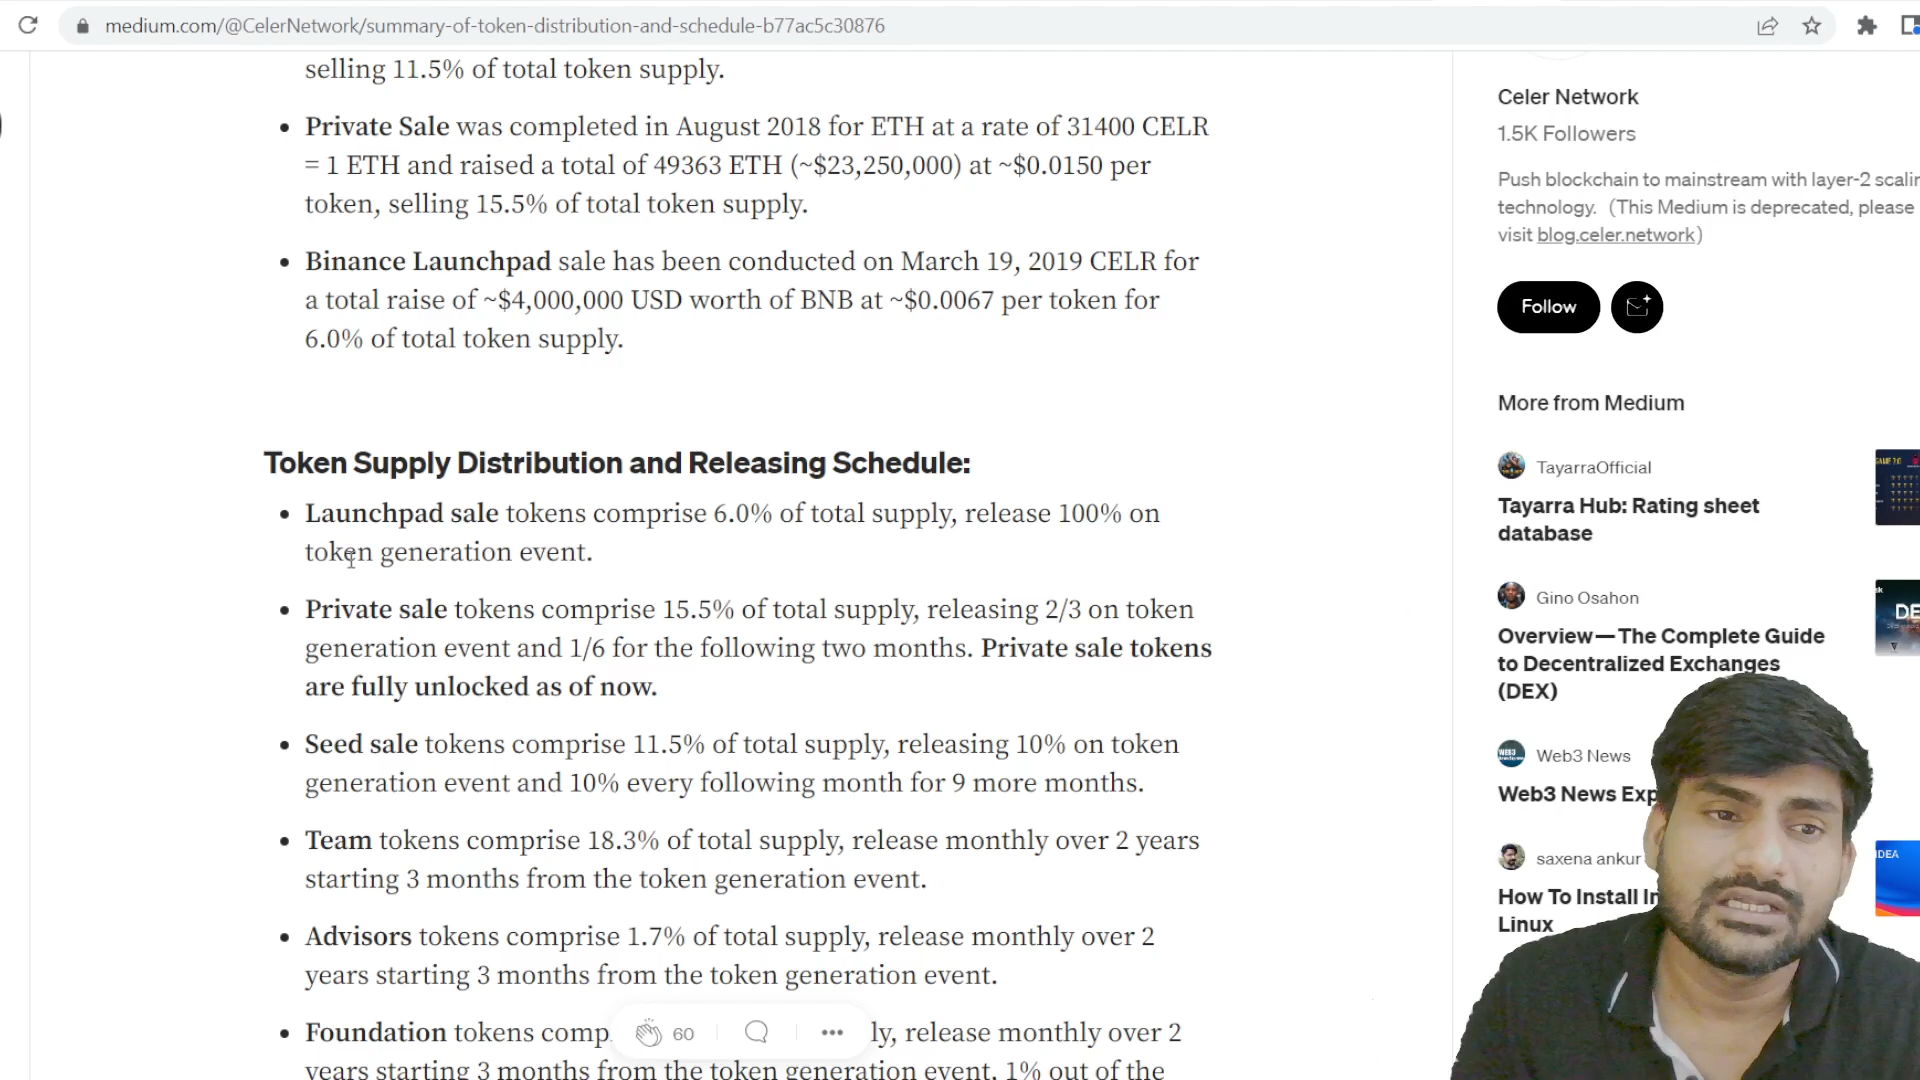 medium.com/@CelerNetwork/summary-of-token-distribution-and-schedule-b77ac5c30876
selling 11.5% of total token supply.
Private Sale was completed in August 2018 for ETH at a rate of 31400 CELR
= 1 ETH and raised a total of 49363 ETH (~$23,250,000) at ~$0.0150 per
token, selling 15.5% of total token supply.
Binance Launchpad sale has been conducted on March 19, 2019 CELR for
a total raise of ~$4,000,000 USD worth of BNB at ~$0.0067 per token for
6.0% of total token supply.
Token Supply Distribution and Releasing Schedule:
Launchpad sale tokens comprise 6.0% of total supply, release 100% on
token generation event.
Private sale tokens comprise 15.5% of total supply, releasing 2/3 on token
generation event and 1/6 for the following two months. Private sale tokens
are fully unlocked as of now.
Seed sale tokens comprise 11.5% of total supply, releasing 10% on token
generation event and 10% every following month for 9 more months.
Team tokens comprise 18.3% of total supply, release monthly over 2 years
starting 3 months from the token generation event.
Advisors tokens comprise 1.7% of total supply, release monthly over 2
years starting 3 months from the token generation event.
Foundation tokens comp ly, release monthly over 2
years starting 3 months from the token generation event, 1% out of the
60
Celer Network
1.5K Followers
Push blockchain to mainstream with layer-2 scalin
technology. (This Medium is deprecated, please
visit blog.celer.network)
Follow
More from Medium
TayarraOfficial
Tayarra Hub: Rating sheet
database
Gino Osahon
Overview—The Complete Guide
to Decentralized Exchanges
(DEX)
DE
Web3 News
Web3 News Exp
saxena ankur
How To Install In
Linux
IDEA